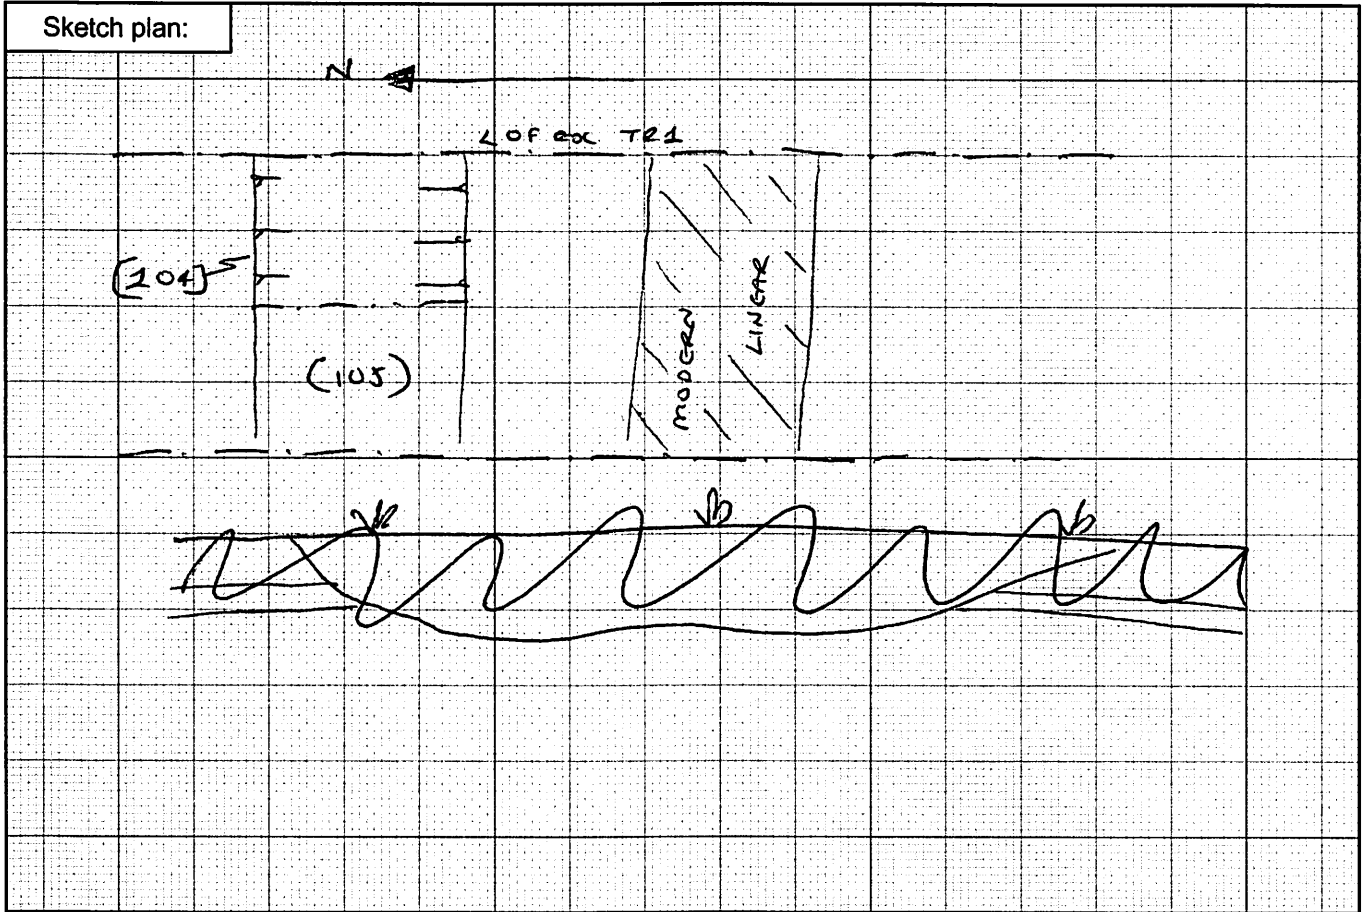 Sketch plan:
N
L OF EX TR1
[104]
(105)
MODERN
LINEAR